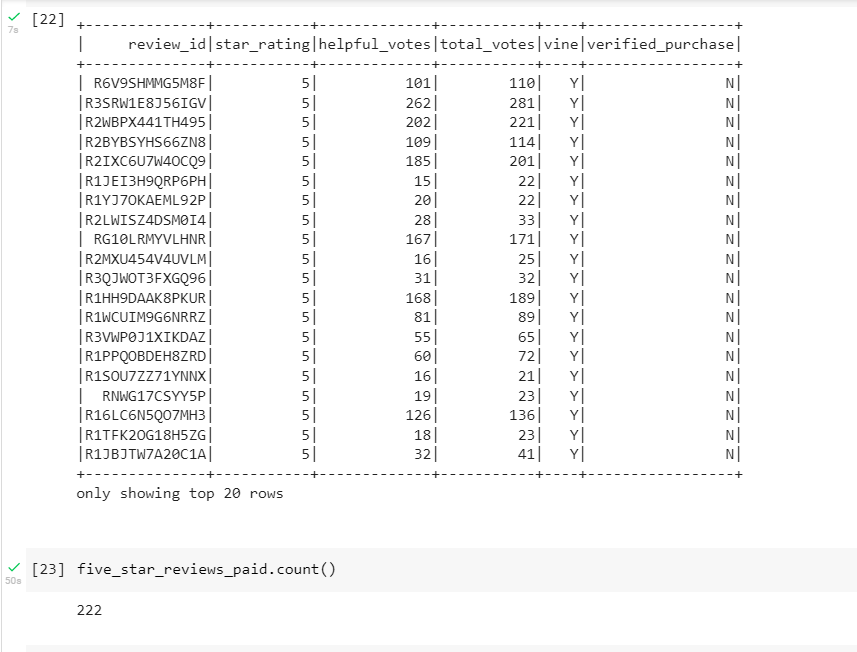 [22]
+-------------+-----------+-------------+-----------+----+-----------------+
|    review_id|star_rating|helpful_votes|total_votes|vine|verified_purchase|
+-------------+-----------+-------------+-----------+----+-----------------+
| R6V9SHMMG5M8F|          5|          101|        110|   Y|                N|
|R3SRW1E8J56IGV|          5|          262|        281|   Y|                N|
|R2WBPX441TH495|          5|          202|        221|   Y|                N|
|R2BYBSYHS66ZN8|          5|          109|        114|   Y|                N|
|R2IXC6U7W4OCQ9|          5|          185|        201|   Y|                N|
|R1JEI3H9QRP6PH|          5|           15|         22|   Y|                N|
|R1YJ7OKAEML92P|          5|           20|         22|   Y|                N|
|R2LWISZ4DSM0I4|          5|           28|         33|   Y|                N|
| RG10LRMYVLHNR|          5|          167|        171|   Y|                N|
|R2MXU454V4UVLM|          5|           16|         25|   Y|                N|
|R3QJWOT3FXGQ96|          5|           31|         32|   Y|                N|
|R1HH9DAAK8PKUR|          5|          168|        189|   Y|                N|
|R1WCUIM9G6NRRZ|          5|           81|         89|   Y|                N|
|R3VWP0J1XIKDAZ|          5|           55|         65|   Y|                N|
|R1PPQOBDEH8ZRD|          5|           60|         72|   Y|                N|
|R1SOU7ZZ71YNNX|          5|           16|         21|   Y|                N|
| RNWG17CSYY5P|          5|           19|         23|   Y|                N|
|R16LC6N5QO7MH3|          5|          126|        136|   Y|                N|
|R1TFK2OG18H5ZG|          5|           18|         23|   Y|                N|
|R1JBJTW7A20C1A|          5|           32|         41|   Y|                N|
+-------------+-----------+-------------+-----------+----+-----------------+
only showing top 20 rows
7s
[23] five_star_reviews_paid.count()
50s
222